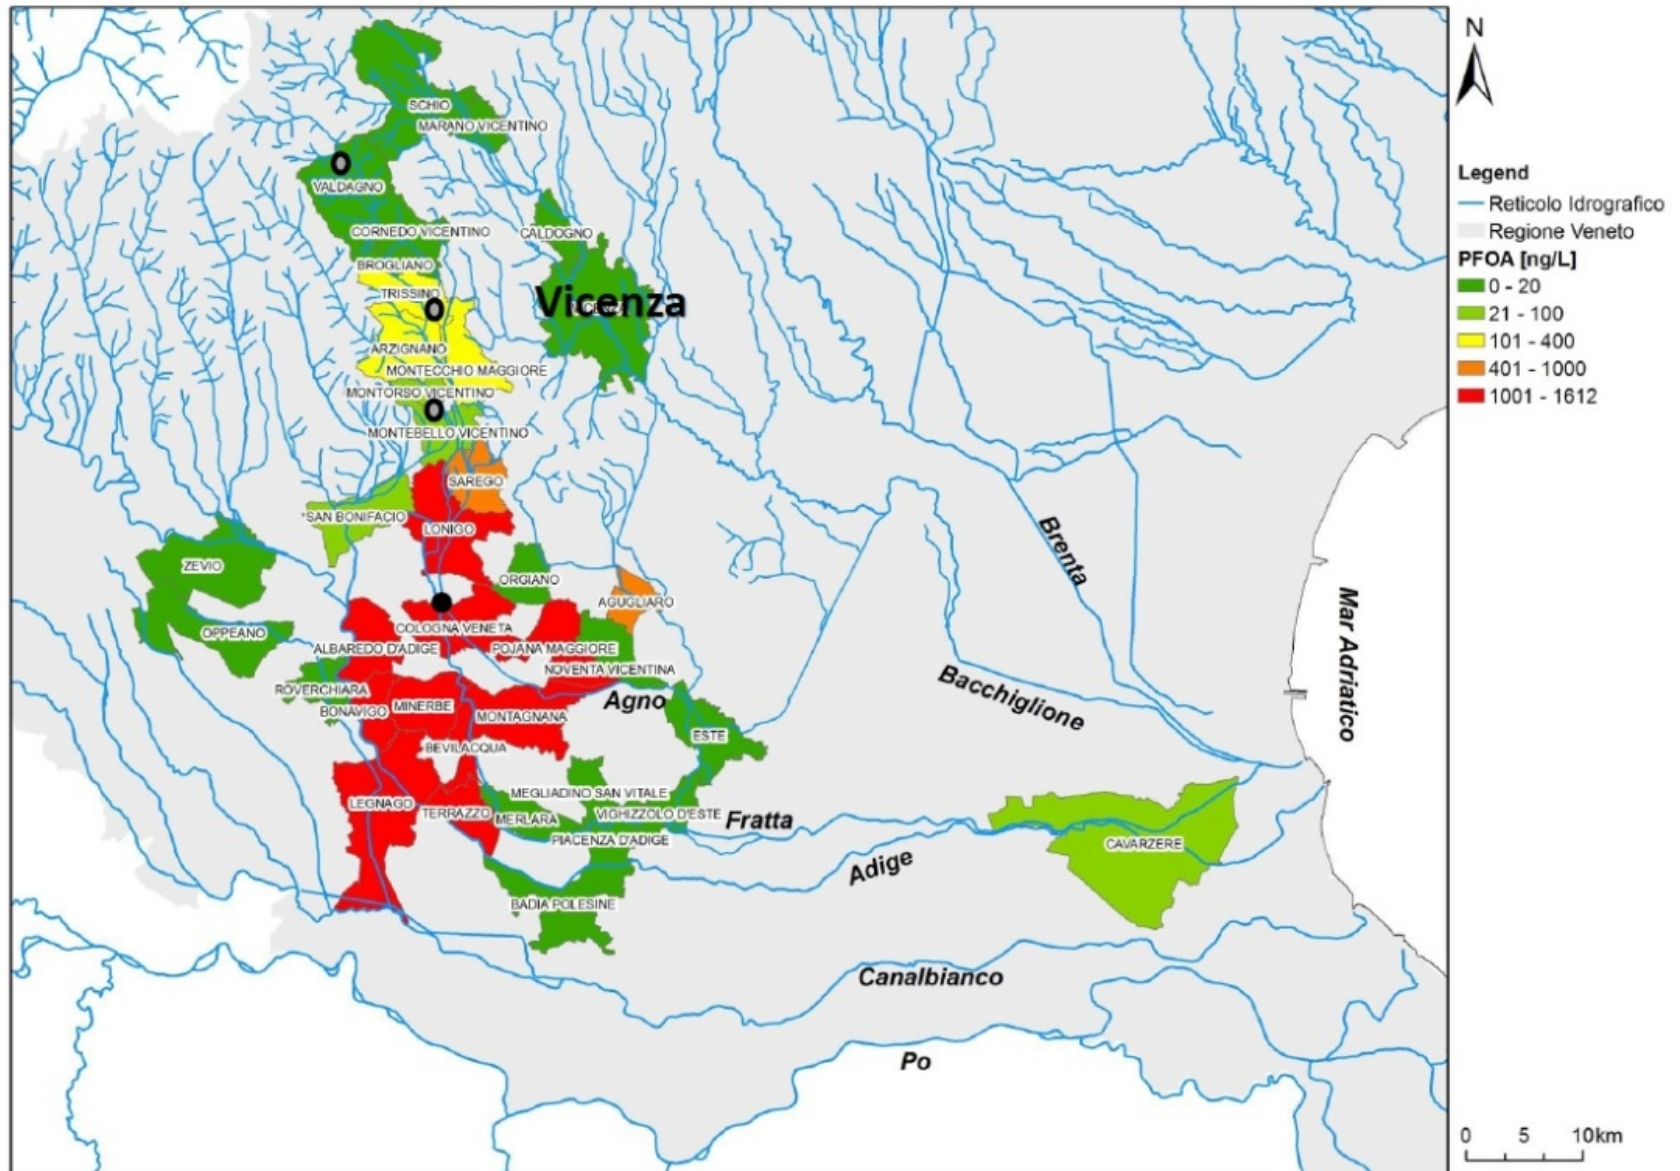 N
SCHIO
MARANO VICENTINO
VALDAGNO
CORNEDO VICENTINO
CALDOGNO
BROGLIANO
TRISSINO
Vicenza
ARZIGNANO
MONTECCHIO MAGGIORE
MONTORSO VICENTINO
MONTEBELLO VICENTINO
SAREGO
SAN BONIFACIO
LONIGO
ZEVIO
ORGIANO
AGUGLIARO
OPPEANO
COLOGNA VENETA
ALBAREDO D'ADIGE
POJANA MAGGIORE
NOVENTA VICENTINA
ROVERCHIARA
BONAVIGO
MINERBE
MONTAGNANA
Agno
ESTE
BEVILACQUA
MEGLIADINO SAN VITALE
LEGNAGO
TERRAZZO
MERLARA
VIGHIZZOLO D'ESTE
PIACENZA D'ADIGE
BADIA POLESINE
Fratta
Adige
CAVARZERE
Brenta
Bacchiglione
Mar Adriatico
Canalbianco
Po
Legend
Reticolo Idrografico
Regione Veneto
PFOA [ng/L]
0 - 20
21 - 100
101 - 400
401 - 1000
1001 - 1612
0 5 10km